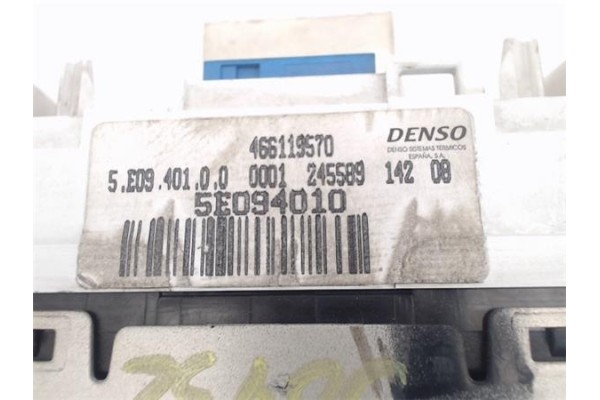 466119570
DENSO
DENSO SISTEMAS TERMICOS
ESPAÑA, S.A.
5.E09.401.0.0 0001 245589 142 08
5E094010